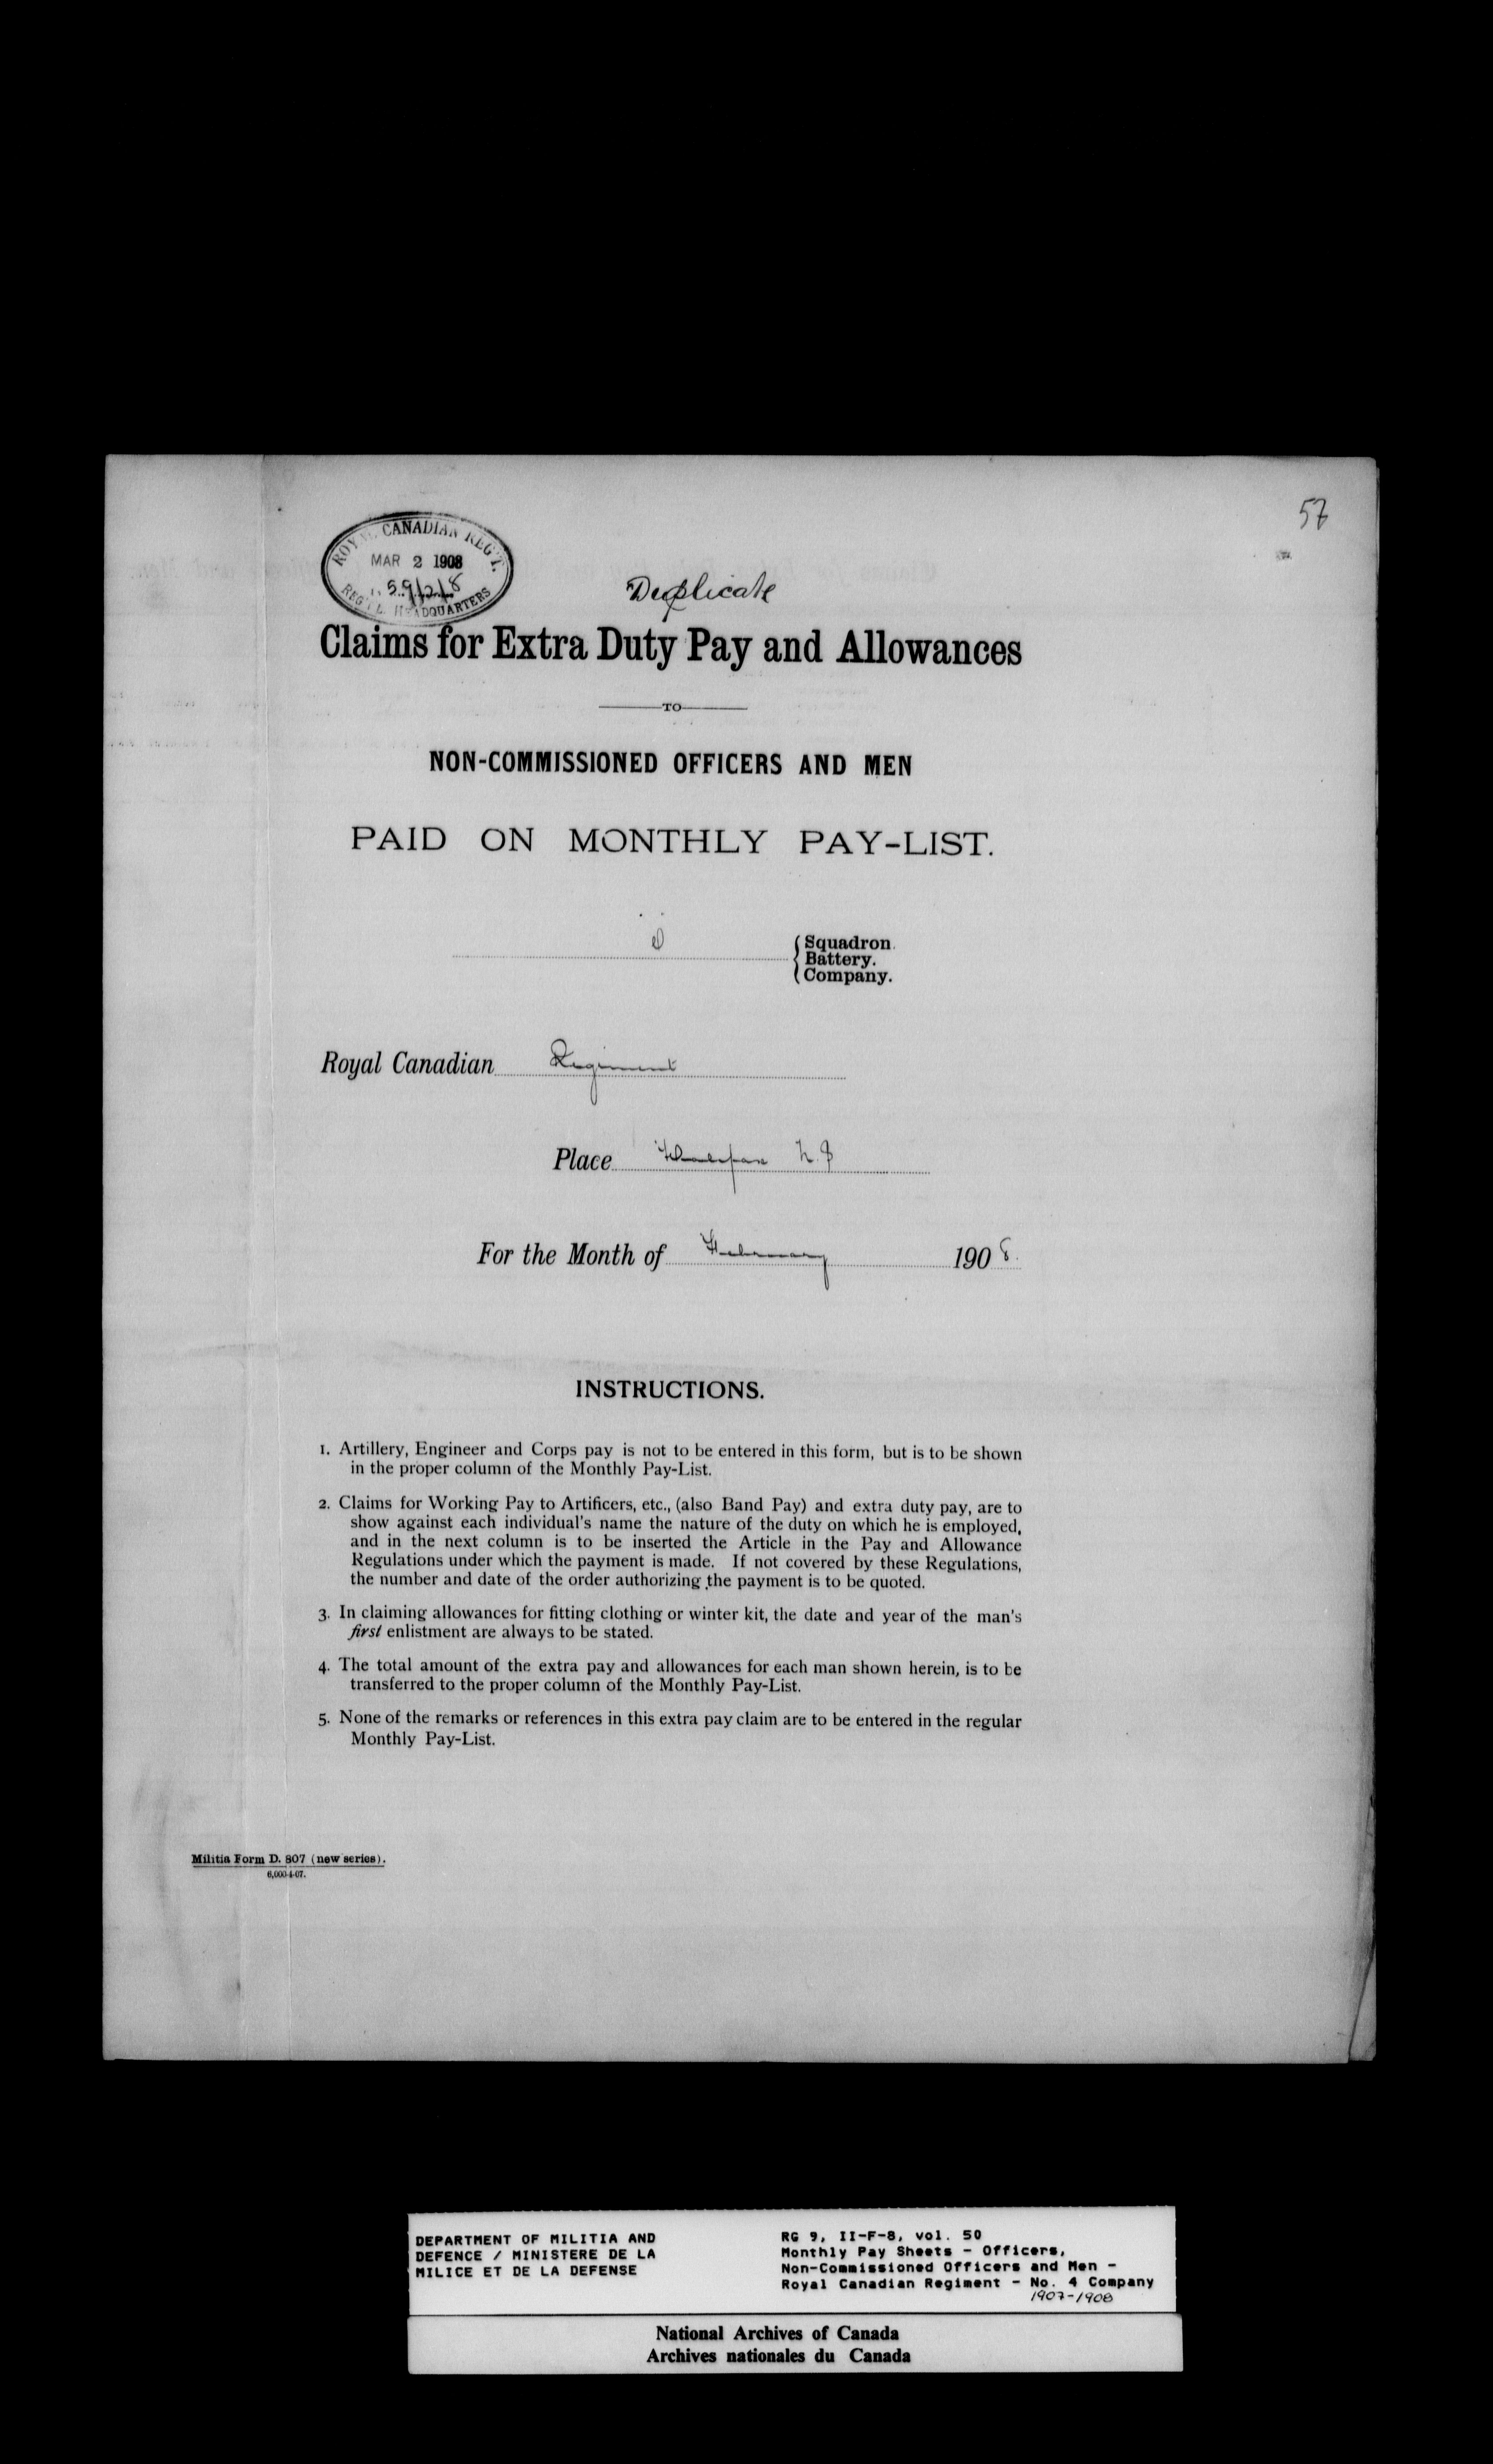 57
ROYAL CANADIAN REG'T.
MAR 2 1908
59/2/8
REG'L HEADQUARTERS
Duplicate
Claims for Extra Duty Pay and Allowances
TO
NON-COMMISSIONED OFFICERS AND MEN
PAID ON MONTHLY PAY-LIST.
D
Squadron.
Battery.
Company.
Royal Canadian Regiment
Place Halifax N.S
For the Month of February 1908.
INSTRUCTIONS.
1. Artillery, Engineer and Corps pay is not to be entered in this form, but is to be shown
in the proper column of the Monthly Pay-List.
2. Claims for Working Pay to Artificers, etc., (also Band Pay) and extra duty pay, are to
show against each individual's name the nature of the duty on which he is employed,
and in the next column is to be inserted the Article in the Pay and Allowance
Regulations under which the payment is made. If not covered by these Regulations,
the number and date of the order authorizing the payment is to be quoted.
3. In claiming allowances for fitting clothing or winter kit, the date and year of the man's
first enlistment are always to be stated.
4. The total amount of the extra pay and allowances for each man shown herein, is to be
transferred to the proper column of the Monthly Pay-List.
5. None of the remarks or references in this extra pay claim are to be entered in the regular
Monthly Pay-List.
Militia Form D. 807 (new series).
6,000-4-07.
DEPARTMENT OF MILITIA AND
DEFENCE / MINISTERE DE LA
MILICE ET DE LA DEFENSE
RG 9, II-F-8, vol. 50
Monthly Pay Sheets - Officers,
Non-Commissioned Officers and Men -
Royal Canadian Regiment - No. 4 Company
1907-1908
National Archives of Canada
Archives nationales du Canada